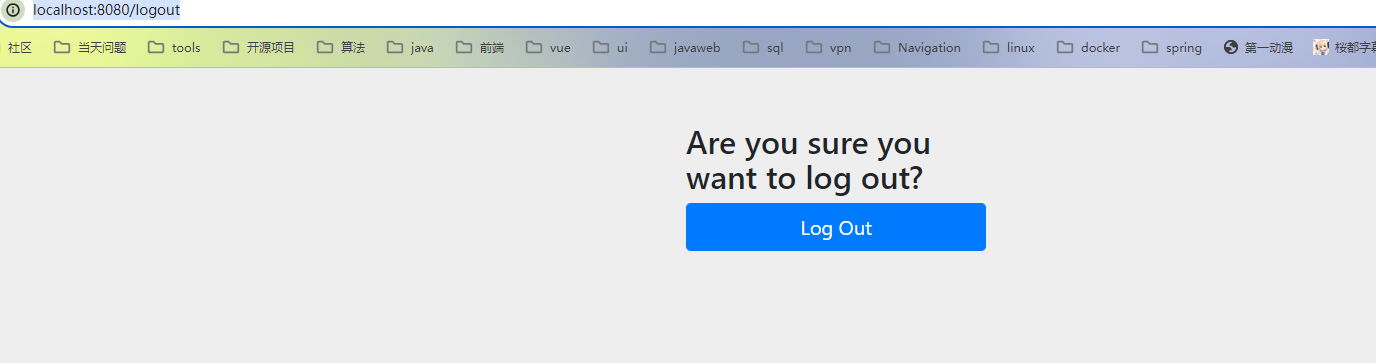 localhost:8080/logout
社区 当天问题 tools 开源项目 算法 java 前端 vue ui javaweb sql vpn Navigation linux docker spring 第一动漫 桜都字幕
Are you sure you
want to log out?
Log Out